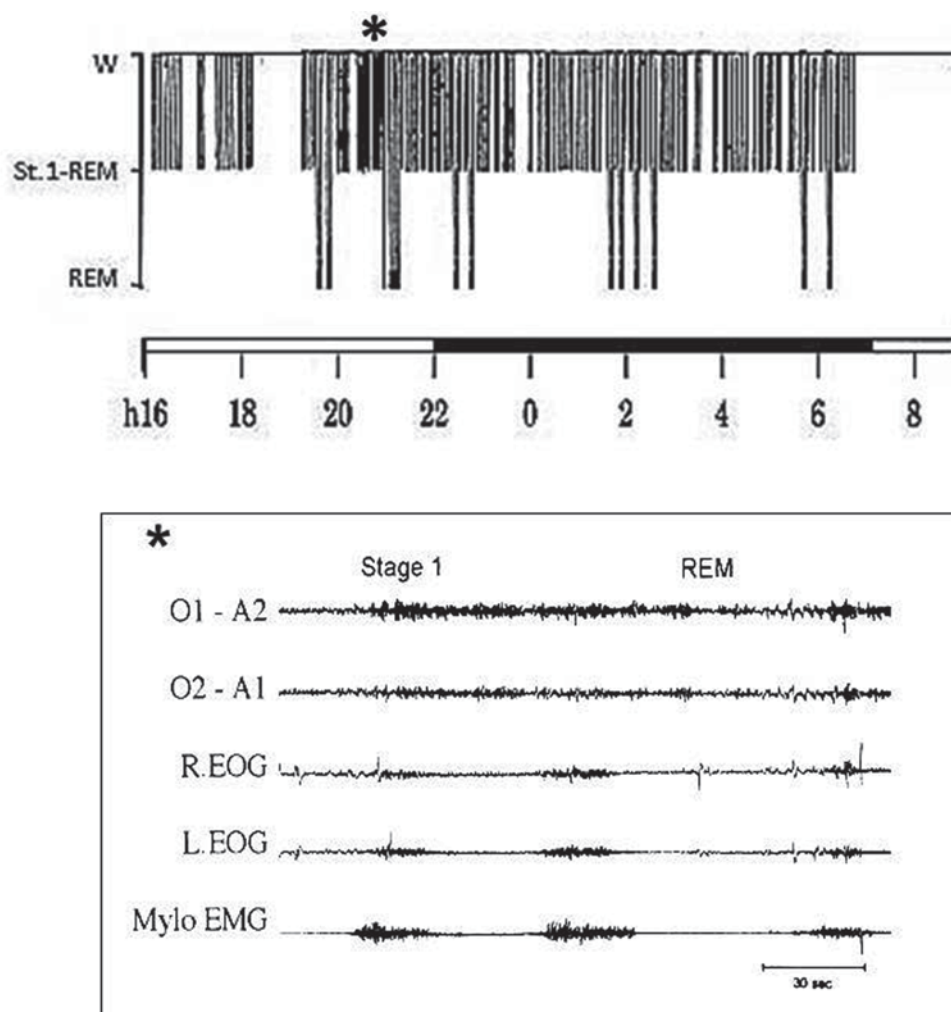 *
W
St.1-REM
REM
h16 18 20 22 0 2 4 6 8
*
Stage 1 REM
O1 - A2
O2 - A1
R.EOG
L.EOG
Mylo EMG
30 sec